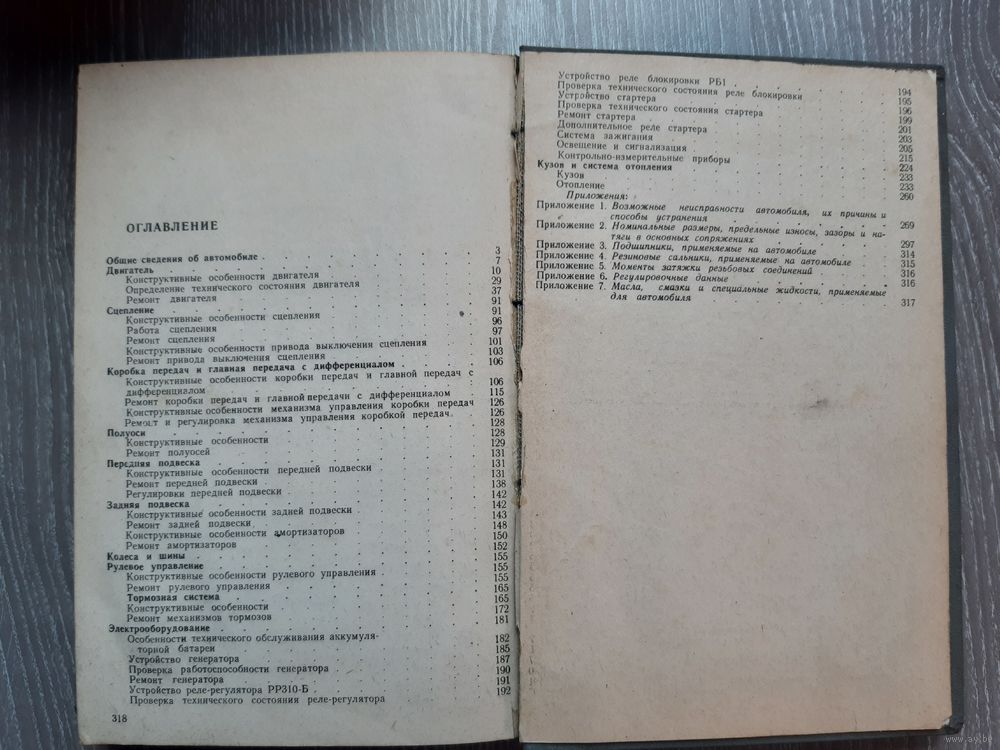 ОГЛАВЛЕНИЕ
Общие сведения об автомобиле . 3
Двигатель . 7
Конструктивные особенности двигателя 10
Определение технического состояния двигателя 29
Ремонт двигателя 37
Сцепление . 91
Конструктивные особенности сцепления 91
Работа сцепления 96
Ремонт сцепления 97
Конструктивные особенности привода выключения сцепления 101
Ремонт привода выключения сцепления 103
Коробка передач и главная передача с дифференциалом . 106
Конструктивные особенности коробки передач и главной передач с
дифференциалом 106
Ремонт коробки передач и главной передачи с дифференциалом 115
Конструктивные особенности механизма управления коробки передач 126
Ремонт и регулировка механизма управления коробкой передач 126
Полуоси 128
Конструктивные особенности 128
Ремонт полуосей 129
Передняя подвеска 131
Конструктивные особенности передней подвески 131
Ремонт передней подвески 131
Регулировки передней подвески 138
Задняя подвеска 142
Конструктивные особенности задней подвески 142
Ремонт задней подвески 143
Конструктивные особенности амортизаторов 148
Ремонт амортизаторов 150
Колеса и шины 152
Рулевое управление 155
Конструктивные особенности рулевого управления 155
Ремонт рулевого управления 155
Тормозная система 165
Конструктивные особенности 165
Ремонт механизмов тормозов 172
Электрооборудование 181
Особенности технического обслуживания аккумуля-
торной батареи 182
Устройство генератора 185
Проверка работоспособности генератора 187
Ремонт генератора 190
Устройство реле-регулятора РР310-Б 191
Проверка технического состояния реле-регулятора 192
318
Устройство реле блокировки РБ1 194
Проверка технического состояния реле блокировки 195
Устройство стартера 196
Проверка технического состояния стартера 199
Ремонт стартера 201
Дополнительное реле стартера 203
Система зажигания 205
Освещение и сигнализация 215
Контрольно-измерительные приборы 224
Кузов и система отопления 233
Кузов 233
Отопление 260
Приложения:
Приложение 1. Возможные неисправности автомобиля, их причины и
способы устранения 269
Приложение 2. Номинальные размеры, предельные износы, зазоры и на-
тяги в основных сопряжениях 297
Приложение 3. Подшипники, применяемые на автомобиле 314
Приложение 4. Резиновые сальники, применяемые на автомобиле 315
Приложение 5. Моменты затяжки резьбовых соединений 316
Приложение 6. Регулировочные данные 316
Приложение 7. Масла, смазки и специальные жидкости, применяемые
для автомобиля 317
www.ay.by